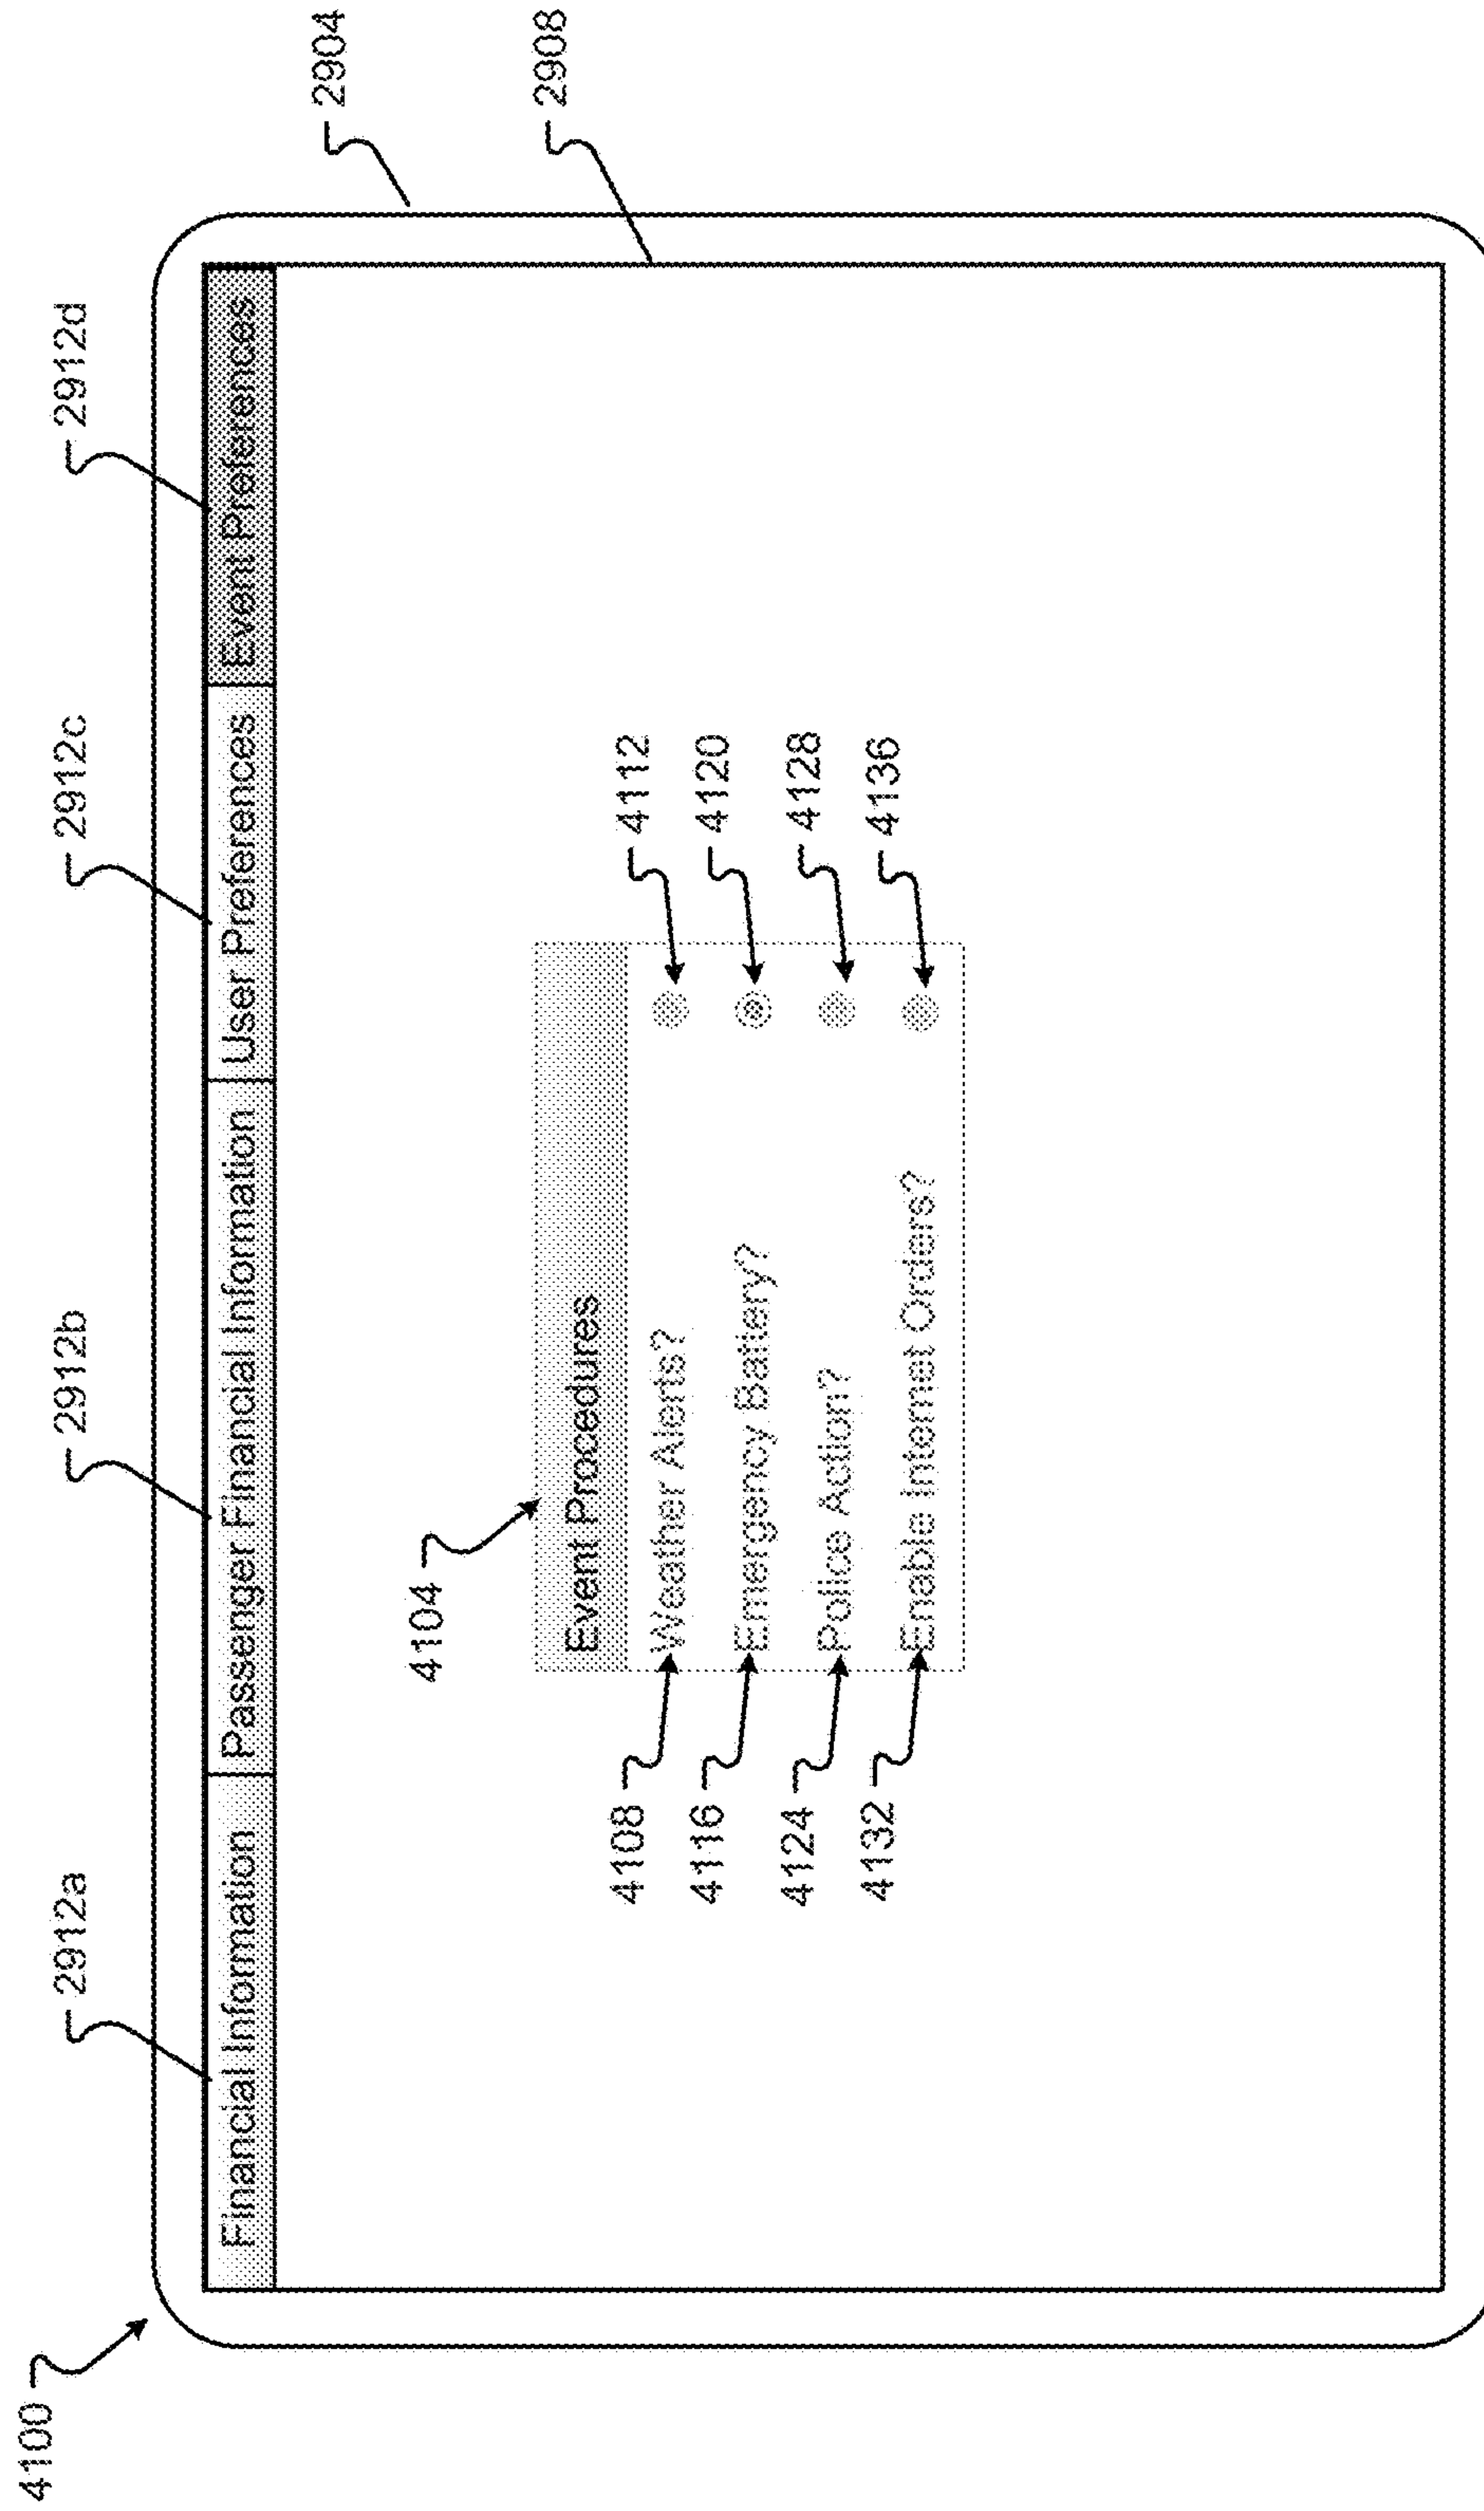 4100
2912a
2912b
2912c
2912d
Financial Information
Passenger Financial Information
User Preferences
Event Preferences
2904
2908
4104
Event Procedures
4108
Weather Alerts?
4112
4116
Emergency Battery?
4120
4124
Police Action?
4128
4132
Enable Internet Orders?
4136